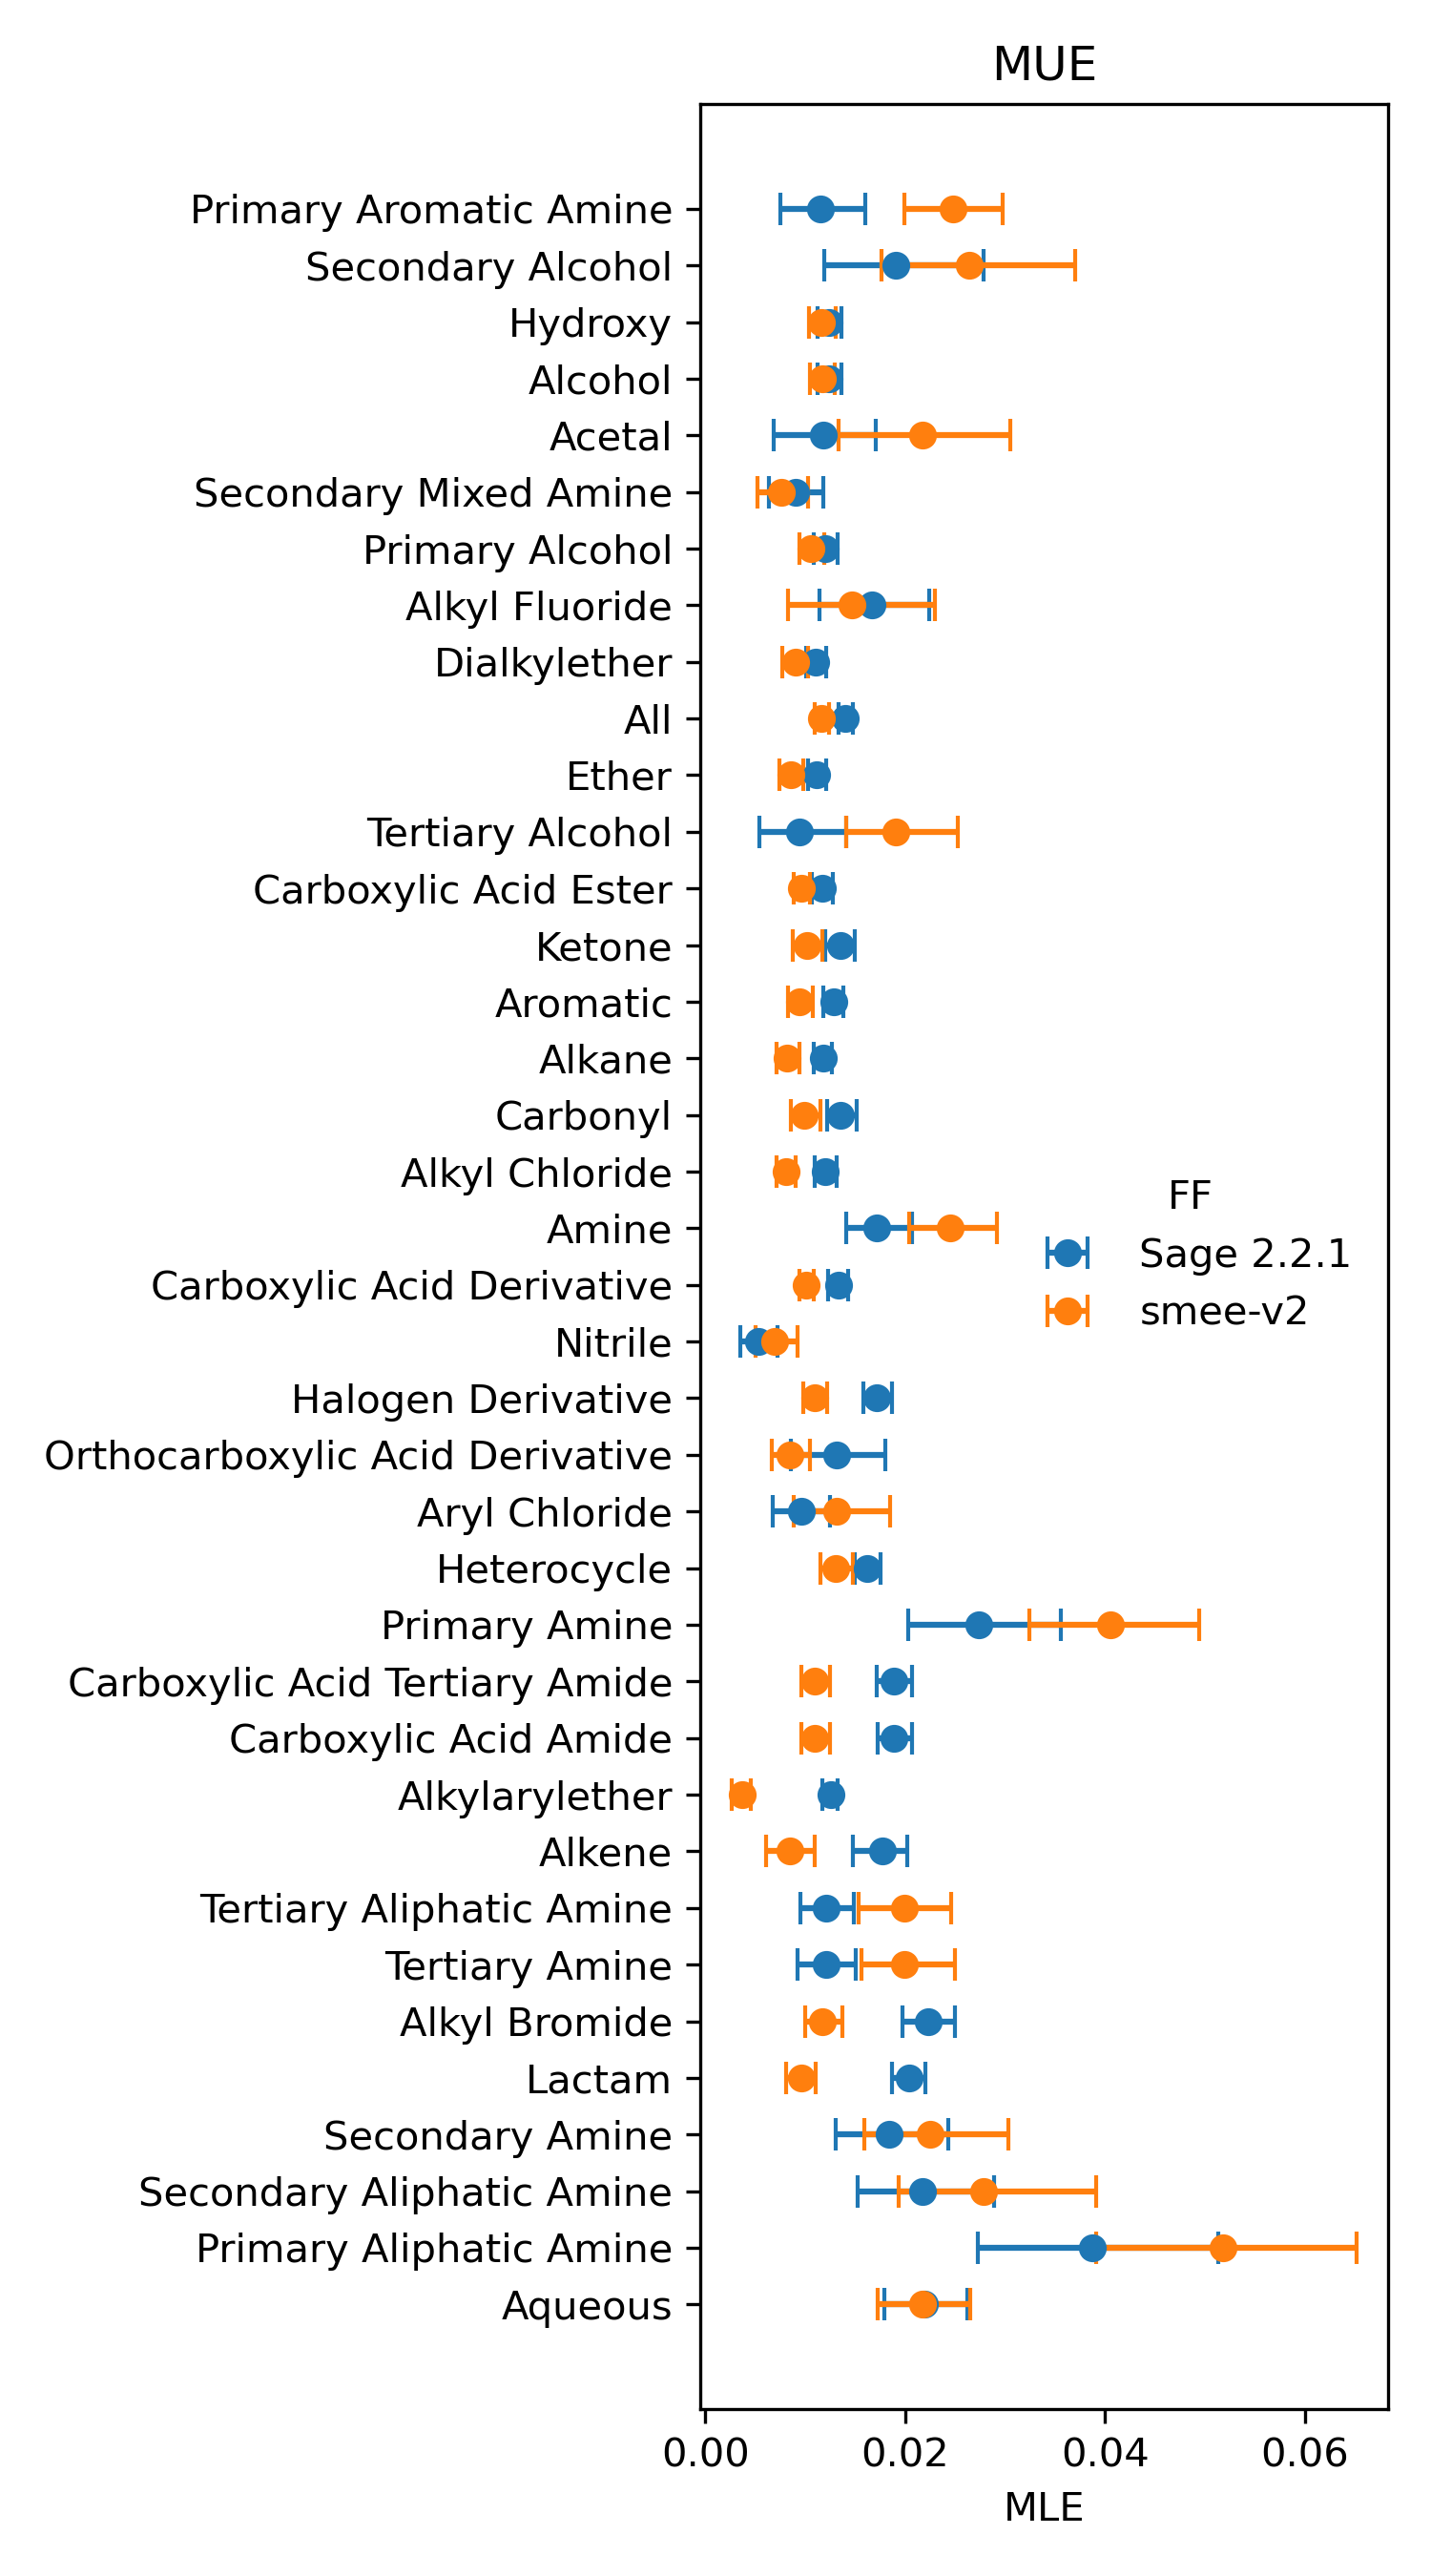 MUE
Primary Aromatic Amine
Secondary Alcohol
Hydroxy
Alcohol
Acetal
Secondary Mixed Amine
Primary Alcohol
Alkyl Fluoride
Dialkylether
All
Ether
Tertiary Alcohol
Carboxylic Acid Ester
Ketone
Aromatic
Alkane
Carbonyl
Alkyl Chloride
Amine
Carboxylic Acid Derivative
Nitrile
Halogen Derivative
Orthocarboxylic Acid Derivative
Aryl Chloride
Heterocycle
Primary Amine
Carboxylic Acid Tertiary Amide
Carboxylic Acid Amide
Alkylarylether
Alkene
Tertiary Aliphatic Amine
Tertiary Amine
Alkyl Bromide
Lactam
Secondary Amine
Secondary Aliphatic Amine
Primary Aliphatic Amine
Aqueous
FF
Sage 2.2.1
smee-v2
0.00 0.02 0.04 0.06
MLE